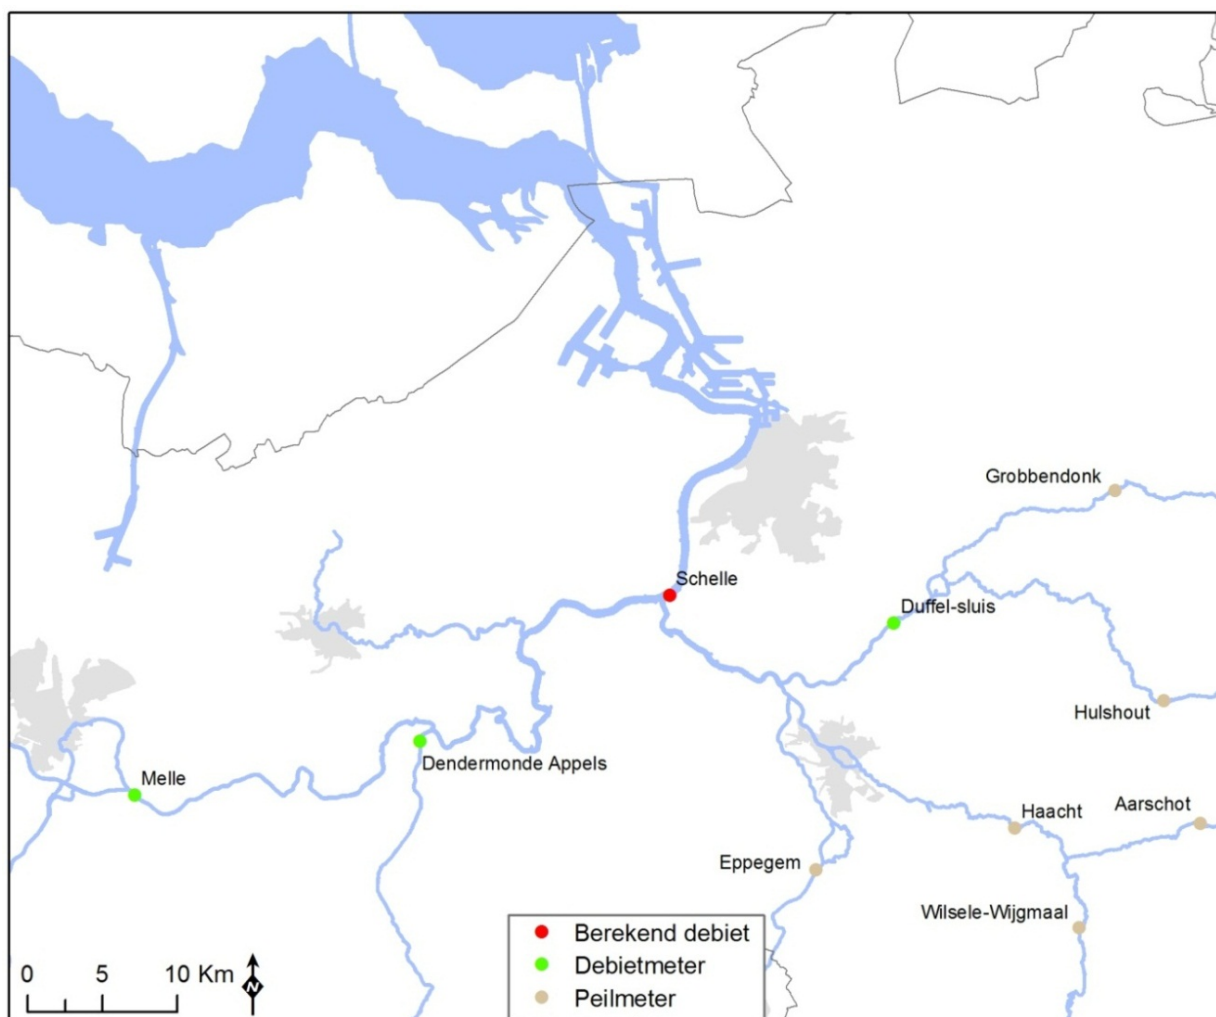 Grobbendonk
Schelle
Duffel-sluis
Hulshout
Dendermonde Appels
Melle
Haacht
Aarschot
Eppegem
Wilsele-Wijgmaal
Berekend debiet
Debietmeter
Peilmeter
0 5 10 Km
N